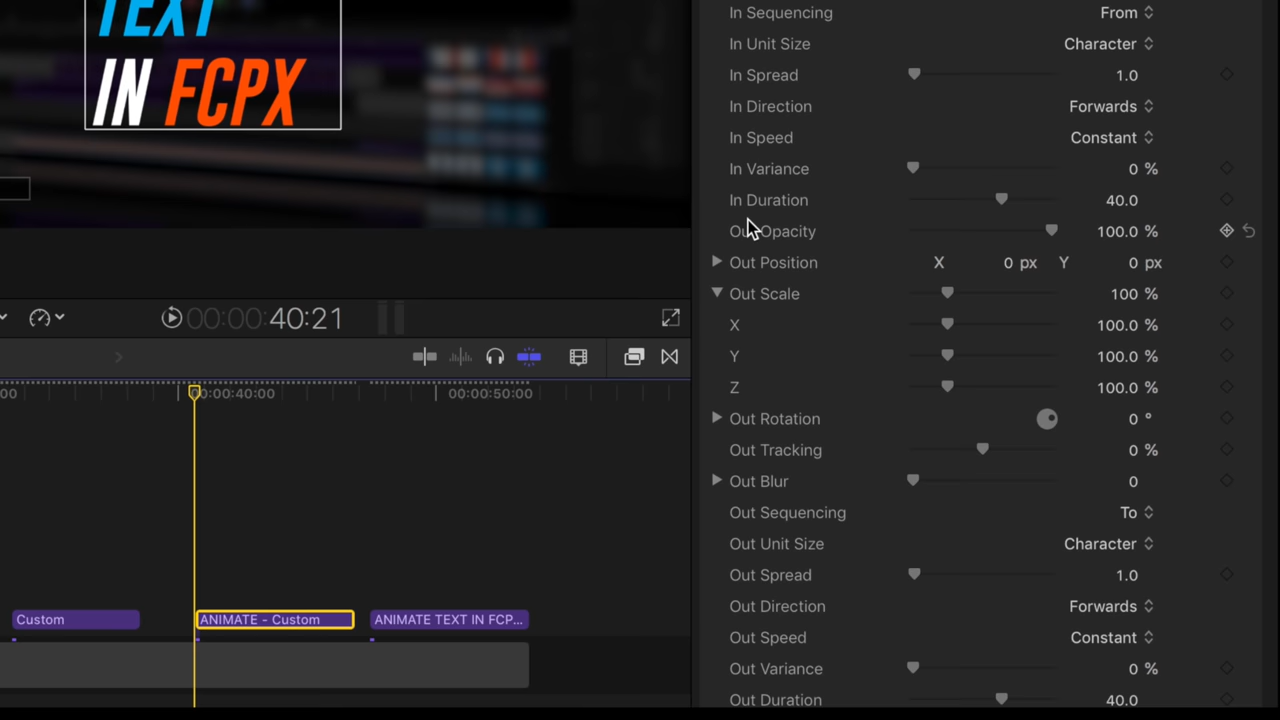 TEXT
IN FCPX
00:00:40:21
00
00:00:40:00
00:00:50:00
Custom
ANIMATE - Custom
ANIMATE TEXT IN FCP...
In Sequencing From
In Unit Size Character
In Spread 1.0
In Direction Forwards
In Speed Constant
In Variance 0 %
In Duration 40.0
Out Opacity 100.0 %
Out Position X 0 px Y 0 px
Out Scale 100 %
X 100.0 %
Y 100.0 %
Z 100.0 %
Out Rotation 0 °
Out Tracking 0 %
Out Blur 0
Out Sequencing To
Out Unit Size Character
Out Spread 1.0
Out Direction Forwards
Out Speed Constant
Out Variance 0 %
Out Duration 40.0